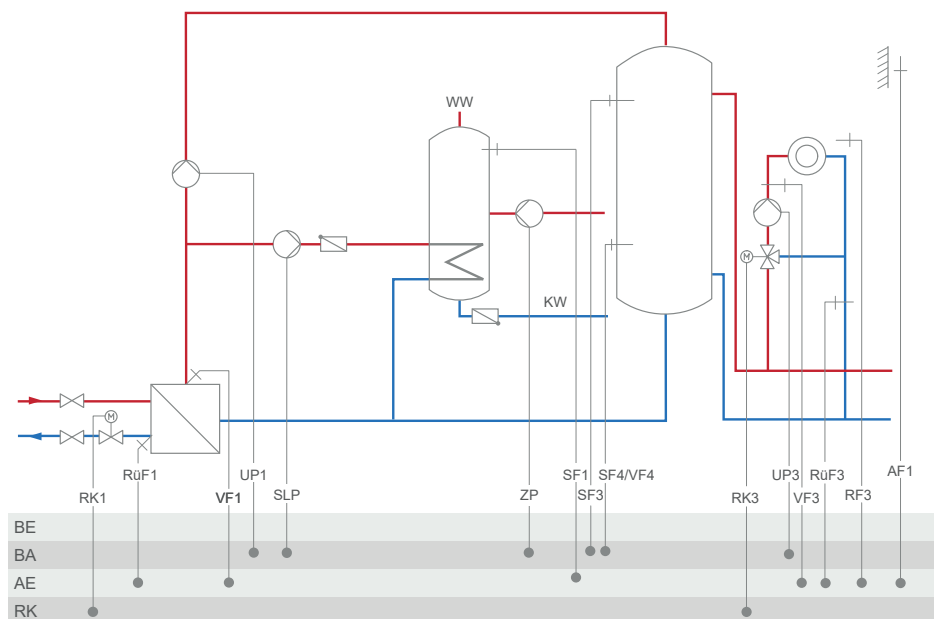 WW
M
KW
M
RüF1
UP1
SF1
SF4/VF4
UP3
RüF3
AF1
RK1
VF1
SLP
ZP
SF3
RK3
VF3
RF3
BE
BA
AE
RK